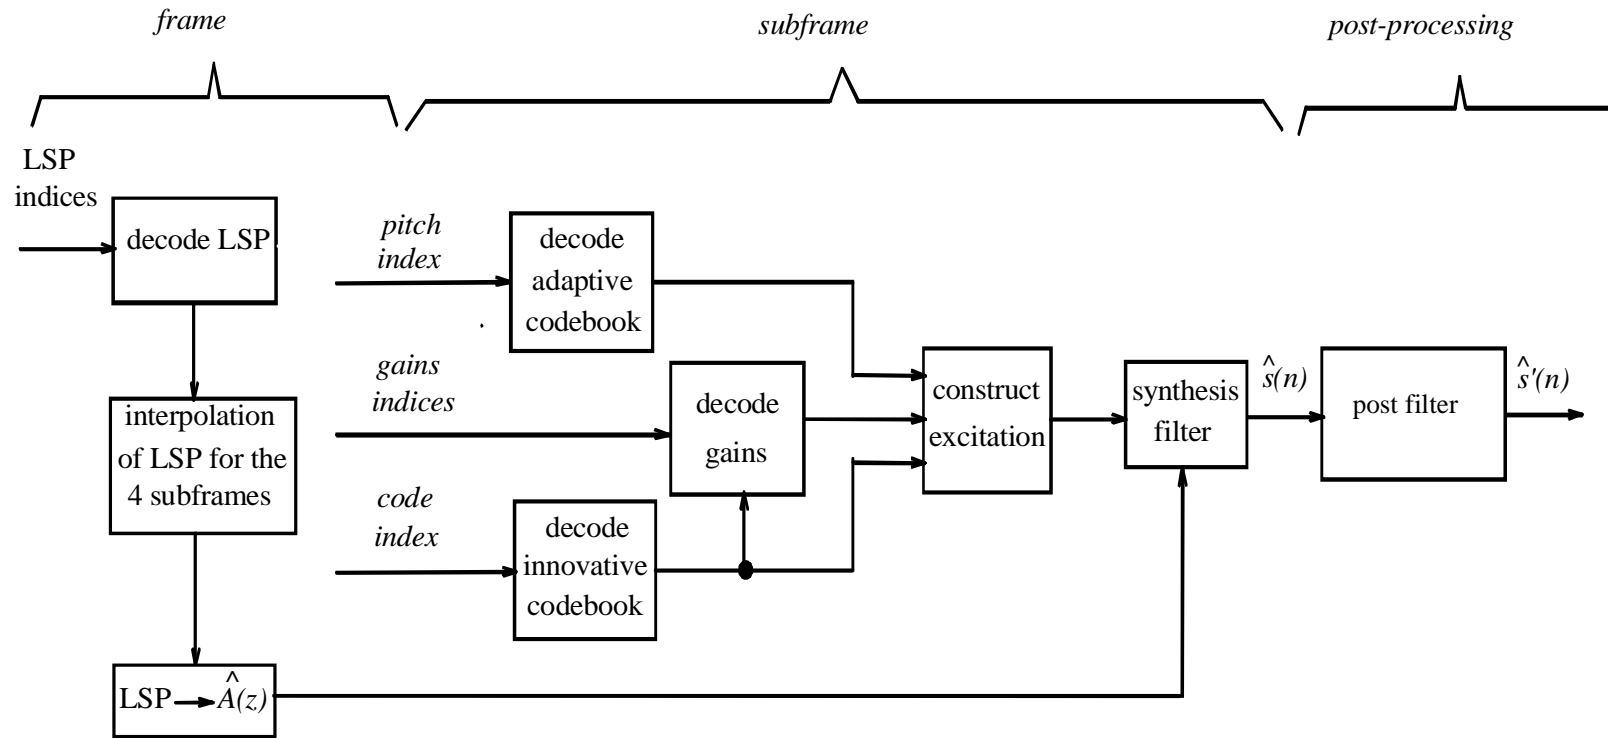 frame
subframe
post-processing
LSP
indices
decode LSP
interpolation
of LSP for the
4 subframes
LSP → Â(z)
pitch
index
decode
adaptive
codebook
gains
indices
decode
gains
code
index
decode
innovative
codebook
construct
excitation
synthesis
filter
ŝ(n)
post filter
ŝ'(n)